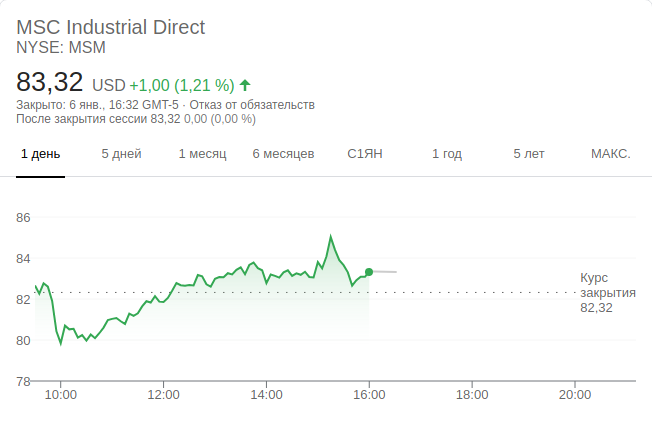 MSC Industrial Direct
NYSE: MSM
83,32 USD +1,00 (1,21 %)
Закрыто: 6 янв., 16:32 GMT-5 · Отказ от обязательств
После закрытия сессии 83,32 0,00 (0,00 %)
1 день 5 дней 1 месяц 6 месяцев С1ЯН 1 год 5 лет МАКС.
86
84
Курс
82 закрытия
82,32
80
78
10:00 12:00 14:00 16:00 18:00 20:00